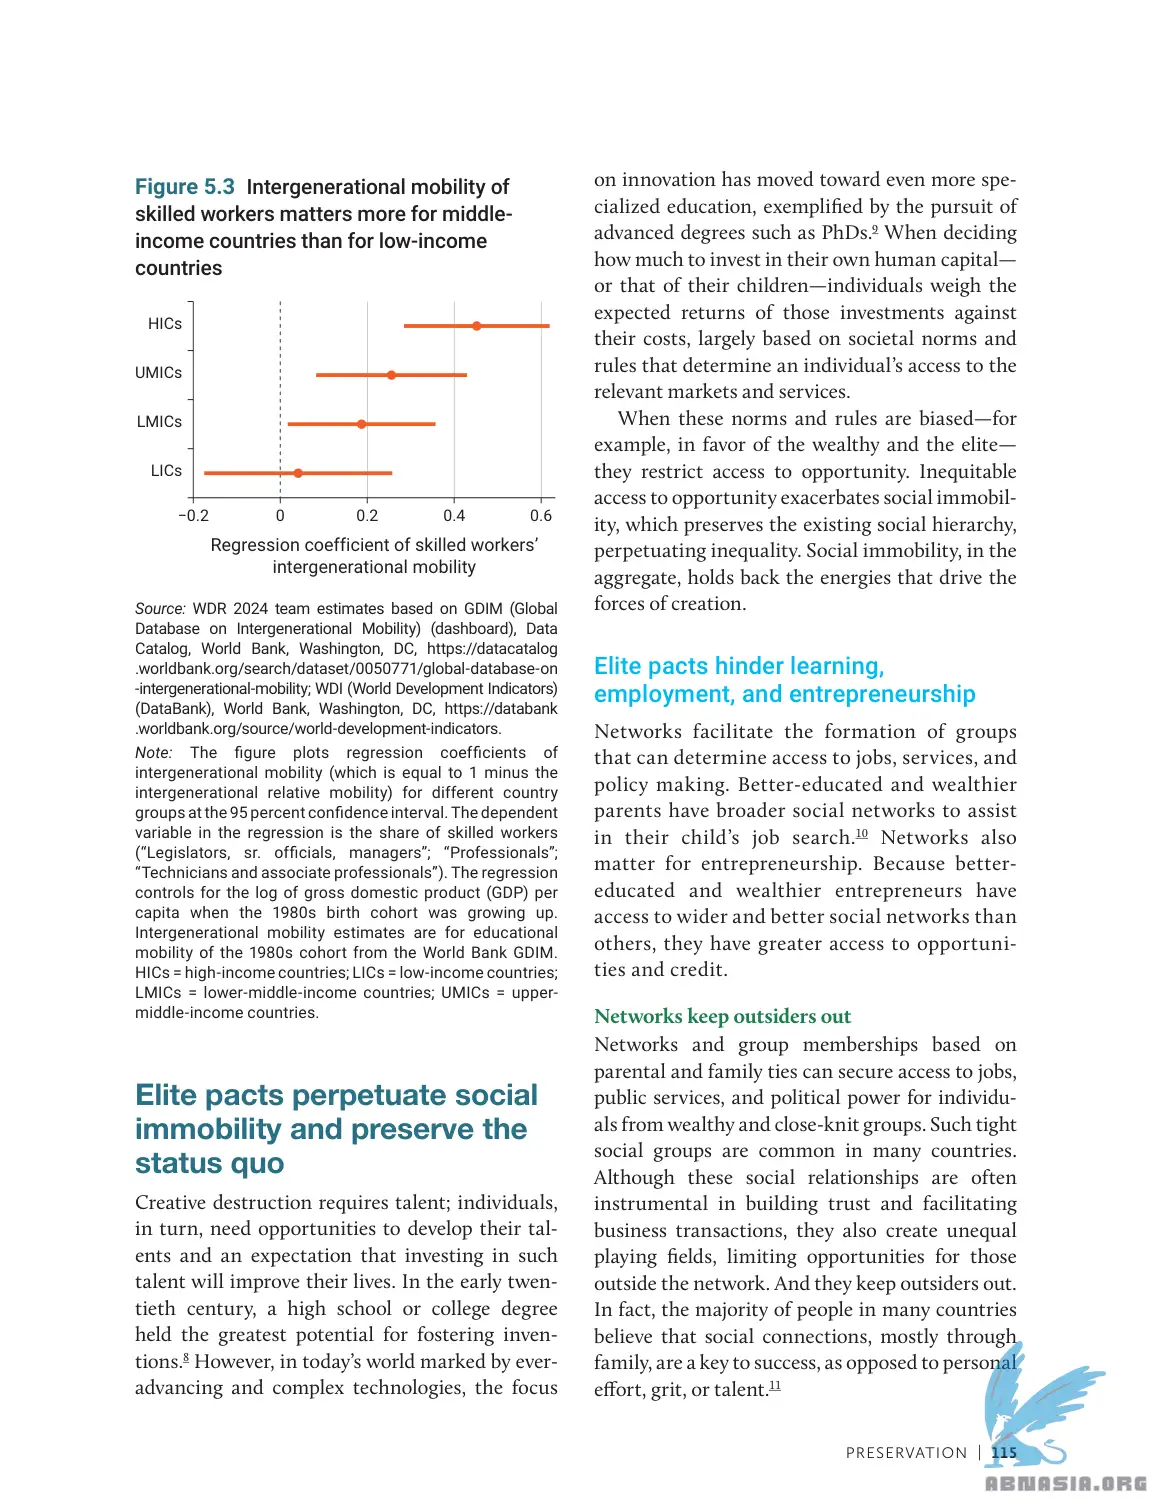 Figure 5.3 Intergenerational mobility of
skilled workers matters more for middle-
income countries than for low-income
countries
HICs
UMICs
LMICs
LICs
−0.2 0 0.2 0.4 0.6
Regression coefficient of skilled workers’
intergenerational mobility
Source: WDR 2024 team estimates based on GDIM (Global
Database on Intergenerational Mobility) (dashboard), Data
Catalog, World Bank, Washington, DC, https://datacatalog
.worldbank.org/search/dataset/0050771/global-database-on
-intergenerational-mobility; WDI (World Development Indicators)
(DataBank), World Bank, Washington, DC, https://databank
.worldbank.org/source/world-development-indicators.
Note: The figure plots regression coefficients of
intergenerational mobility (which is equal to 1 minus the
intergenerational relative mobility) for different country
groups at the 95 percent confidence interval. The dependent
variable in the regression is the share of skilled workers
(“Legislators, sr. officials, managers”; “Professionals”;
“Technicians and associate professionals”). The regression
controls for the log of gross domestic product (GDP) per
capita when the 1980s birth cohort was growing up.
Intergenerational mobility estimates are for educational
mobility of the 1980s cohort from the World Bank GDIM.
HICs = high-income countries; LICs = low-income countries;
LMICs = lower-middle-income countries; UMICs = upper-
middle-income countries.
Elite pacts perpetuate social
immobility and preserve the
status quo
Creative destruction requires talent; individuals,
in turn, need opportunities to develop their tal-
ents and an expectation that investing in such
talent will improve their lives. In the early twen-
tieth century, a high school or college degree
held the greatest potential for fostering inven-
tions.8 However, in today’s world marked by ever-
advancing and complex technologies, the focus
on innovation has moved toward even more spe-
cialized education, exemplified by the pursuit of
advanced degrees such as PhDs.9 When deciding
how much to invest in their own human capital—
or that of their children—individuals weigh the
expected returns of those investments against
their costs, largely based on societal norms and
rules that determine an individual’s access to the
relevant markets and services.
When these norms and rules are biased—for
example, in favor of the wealthy and the elite—
they restrict access to opportunity. Inequitable
access to opportunity exacerbates social immobil-
ity, which preserves the existing social hierarchy,
perpetuating inequality. Social immobility, in the
aggregate, holds back the energies that drive the
forces of creation.
Elite pacts hinder learning,
employment, and entrepreneurship
Networks facilitate the formation of groups
that can determine access to jobs, services, and
policy making. Better-educated and wealthier
parents have broader social networks to assist
in their child’s job search.10 Networks also
matter for entrepreneurship. Because better-
educated and wealthier entrepreneurs have
access to wider and better social networks than
others, they have greater access to opportuni-
ties and credit.
Networks keep outsiders out
Networks and group memberships based on
parental and family ties can secure access to jobs,
public services, and political power for individu-
als from wealthy and close-knit groups. Such tight
social groups are common in many countries.
Although these social relationships are often
instrumental in building trust and facilitating
business transactions, they also create unequal
playing fields, limiting opportunities for those
outside the network. And they keep outsiders out.
In fact, the majority of people in many countries
believe that social connections, mostly through
family, are a key to success, as opposed to personal
effort, grit, or talent.11
PRESERVATION | 115
ABNASIA.ORG